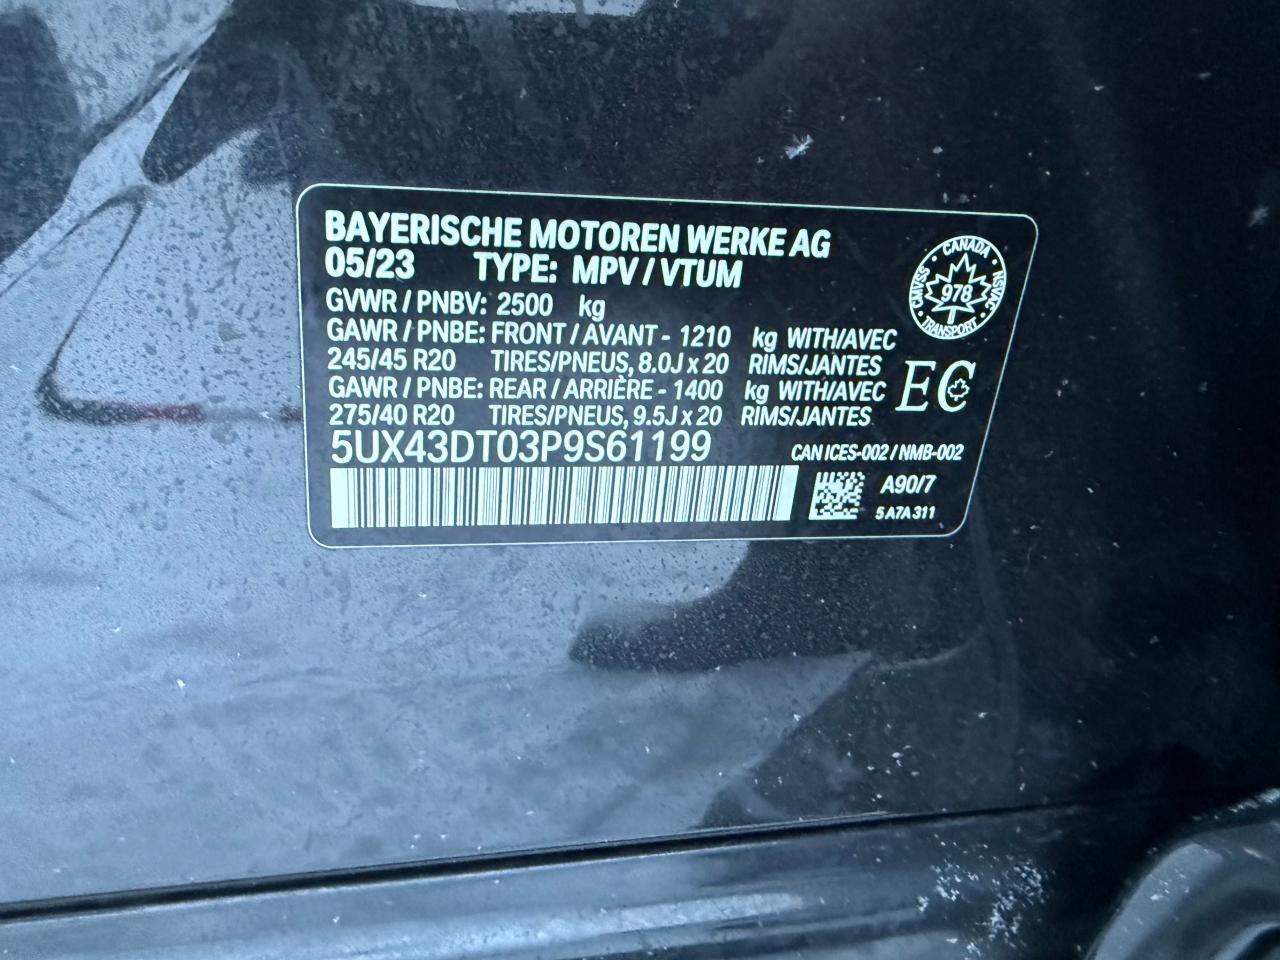 BAYERISCHE MOTOREN WERKE AG
05/23 TYPE: MPV / VTUM
GVWR / PNBV: 2500 kg
GAWR / PNBE: FRONT / AVANT - 1210 kg WITH/AVEC
245/45 R20 TIRES/PNEUS, 8.0J x 20 RIMS/JANTES
GAWR / PNBE: REAR / ARRIÈRE - 1400 kg WITH/AVEC
275/40 R20 TIRES/PNEUS, 9.5J x 20 RIMS/JANTES
5UX43DT03P9S61199
CANADA
CMVSS · NSVAC
978
TRANSPORT
EC
CAN ICES-002 / NMB-002
A90/7
5 A7A 311